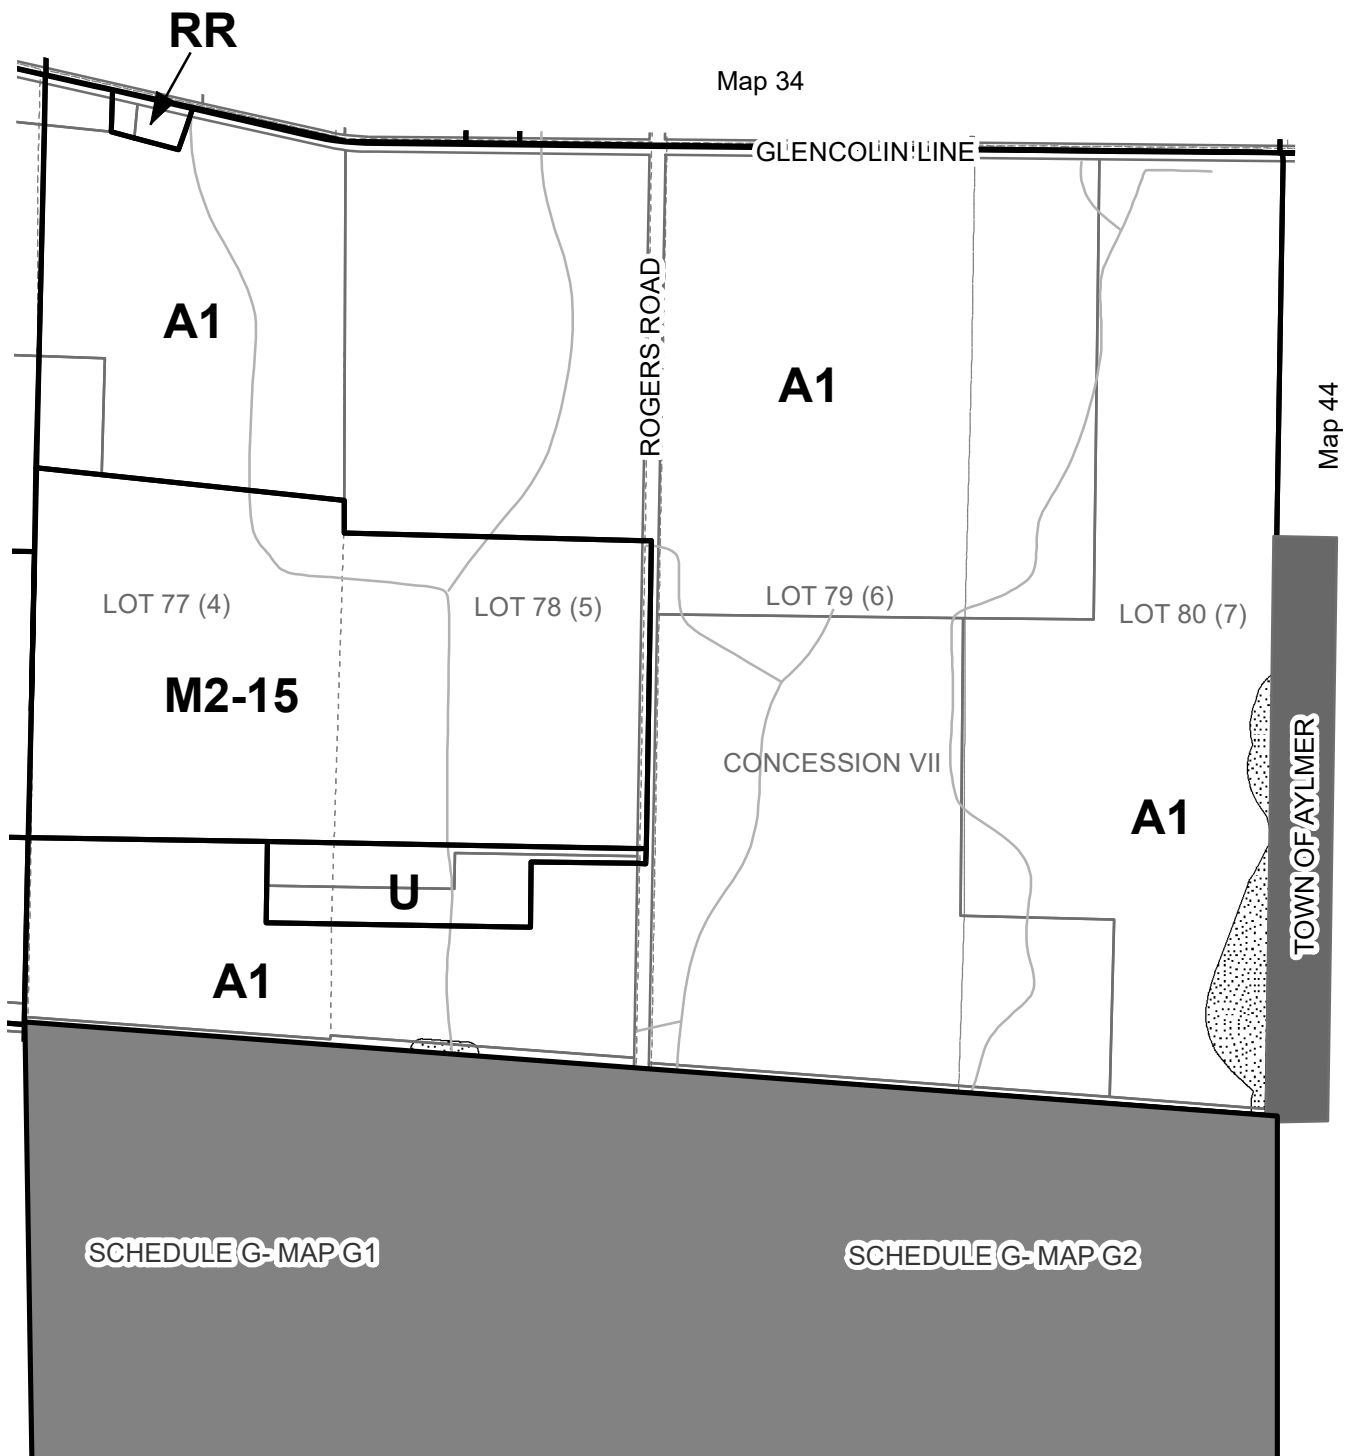 RR
Map 34
GLENCOLIN LINE
A1
ROGERS ROAD
A1
Map 44
LOT 77 (4)
LOT 78 (5)
LOT 79 (6)
LOT 80 (7)
M2-15
CONCESSION VII
A1
TOWN OF AYLMER
U
A1
SCHEDULE G- MAP G1
SCHEDULE G- MAP G2